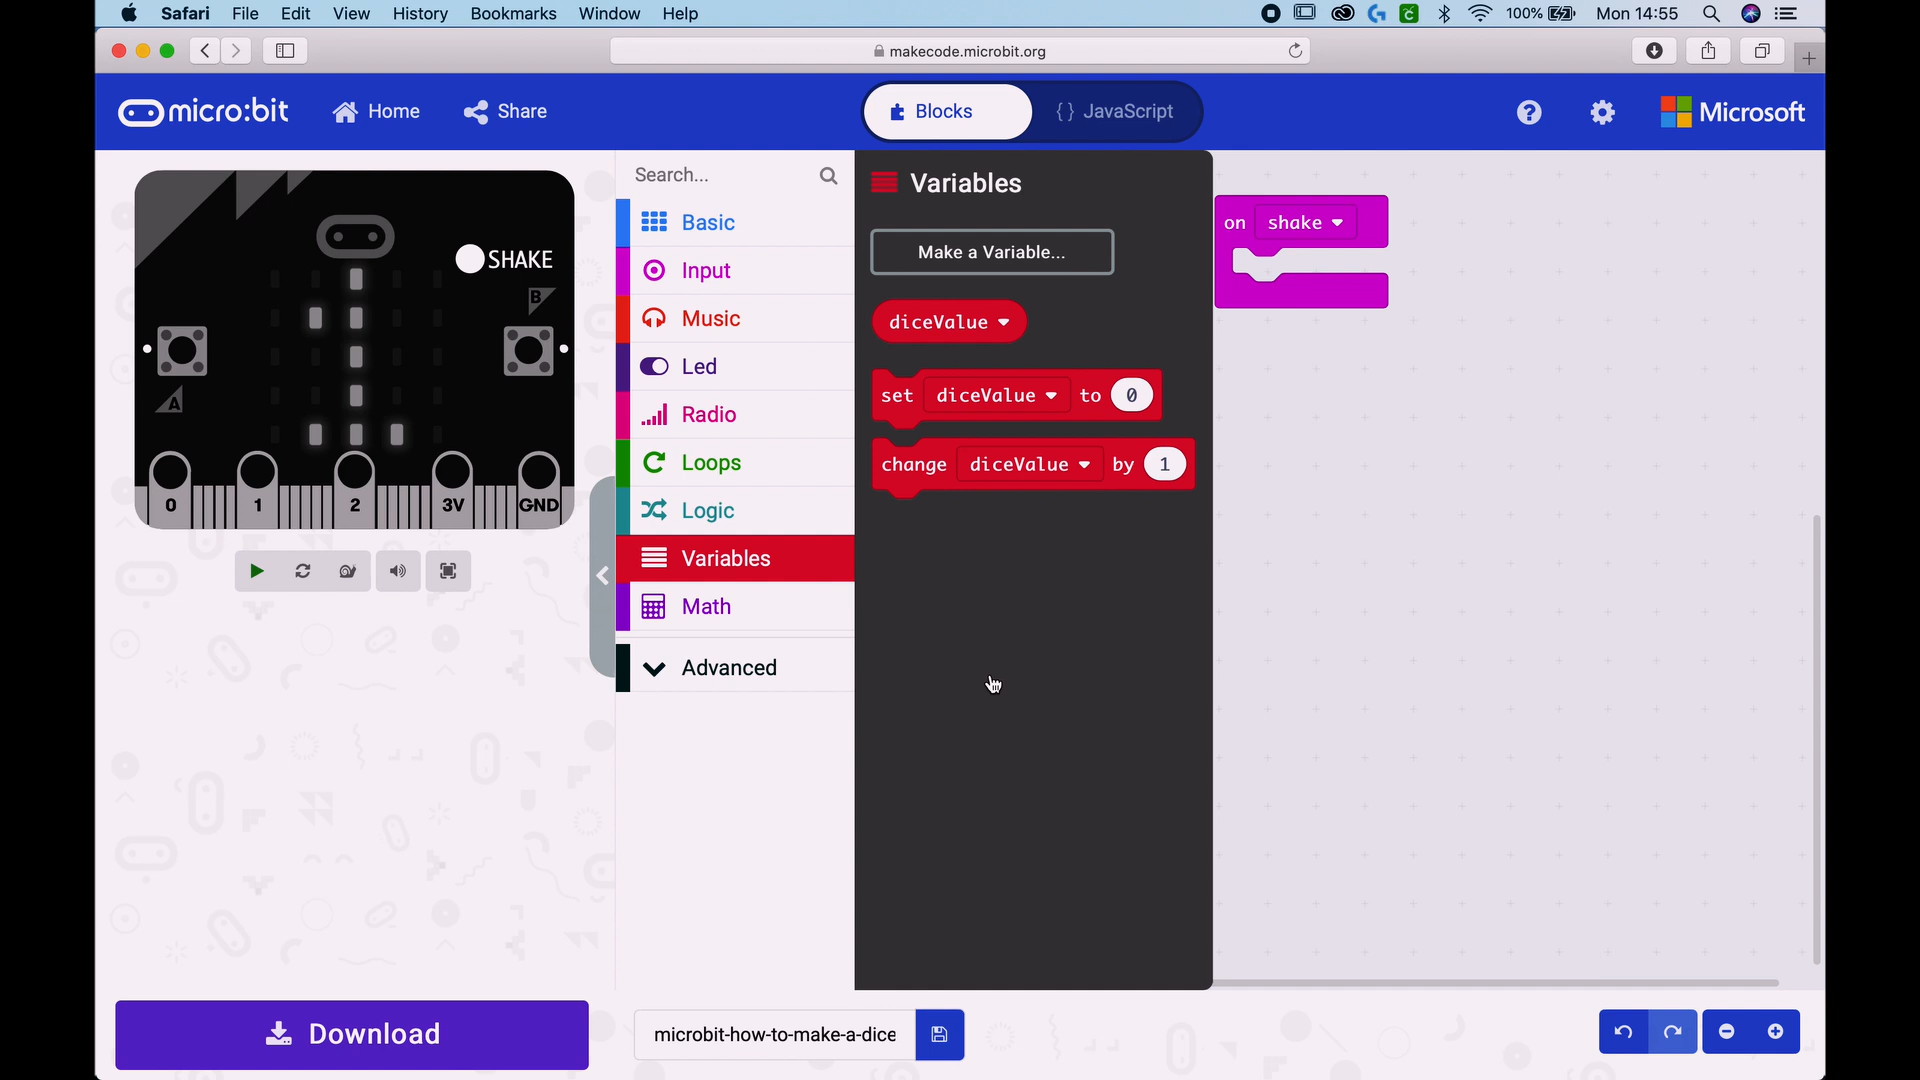 Safari File Edit View History Bookmarks Window Help 100% Mon 14:55
makecode.microbit.org
micro:bit Home Share Blocks {} JavaScript ? Microsoft
SHAKE
B
A
0 1 2 3V GND
Search...
Basic
Input
Music
Led
Radio
Loops
Logic
Variables
Math
Advanced
Variables
Make a Variable...
diceValue
set diceValue to 0
change diceValue by 1
on shake
Download
microbit-how-to-make-a-dice